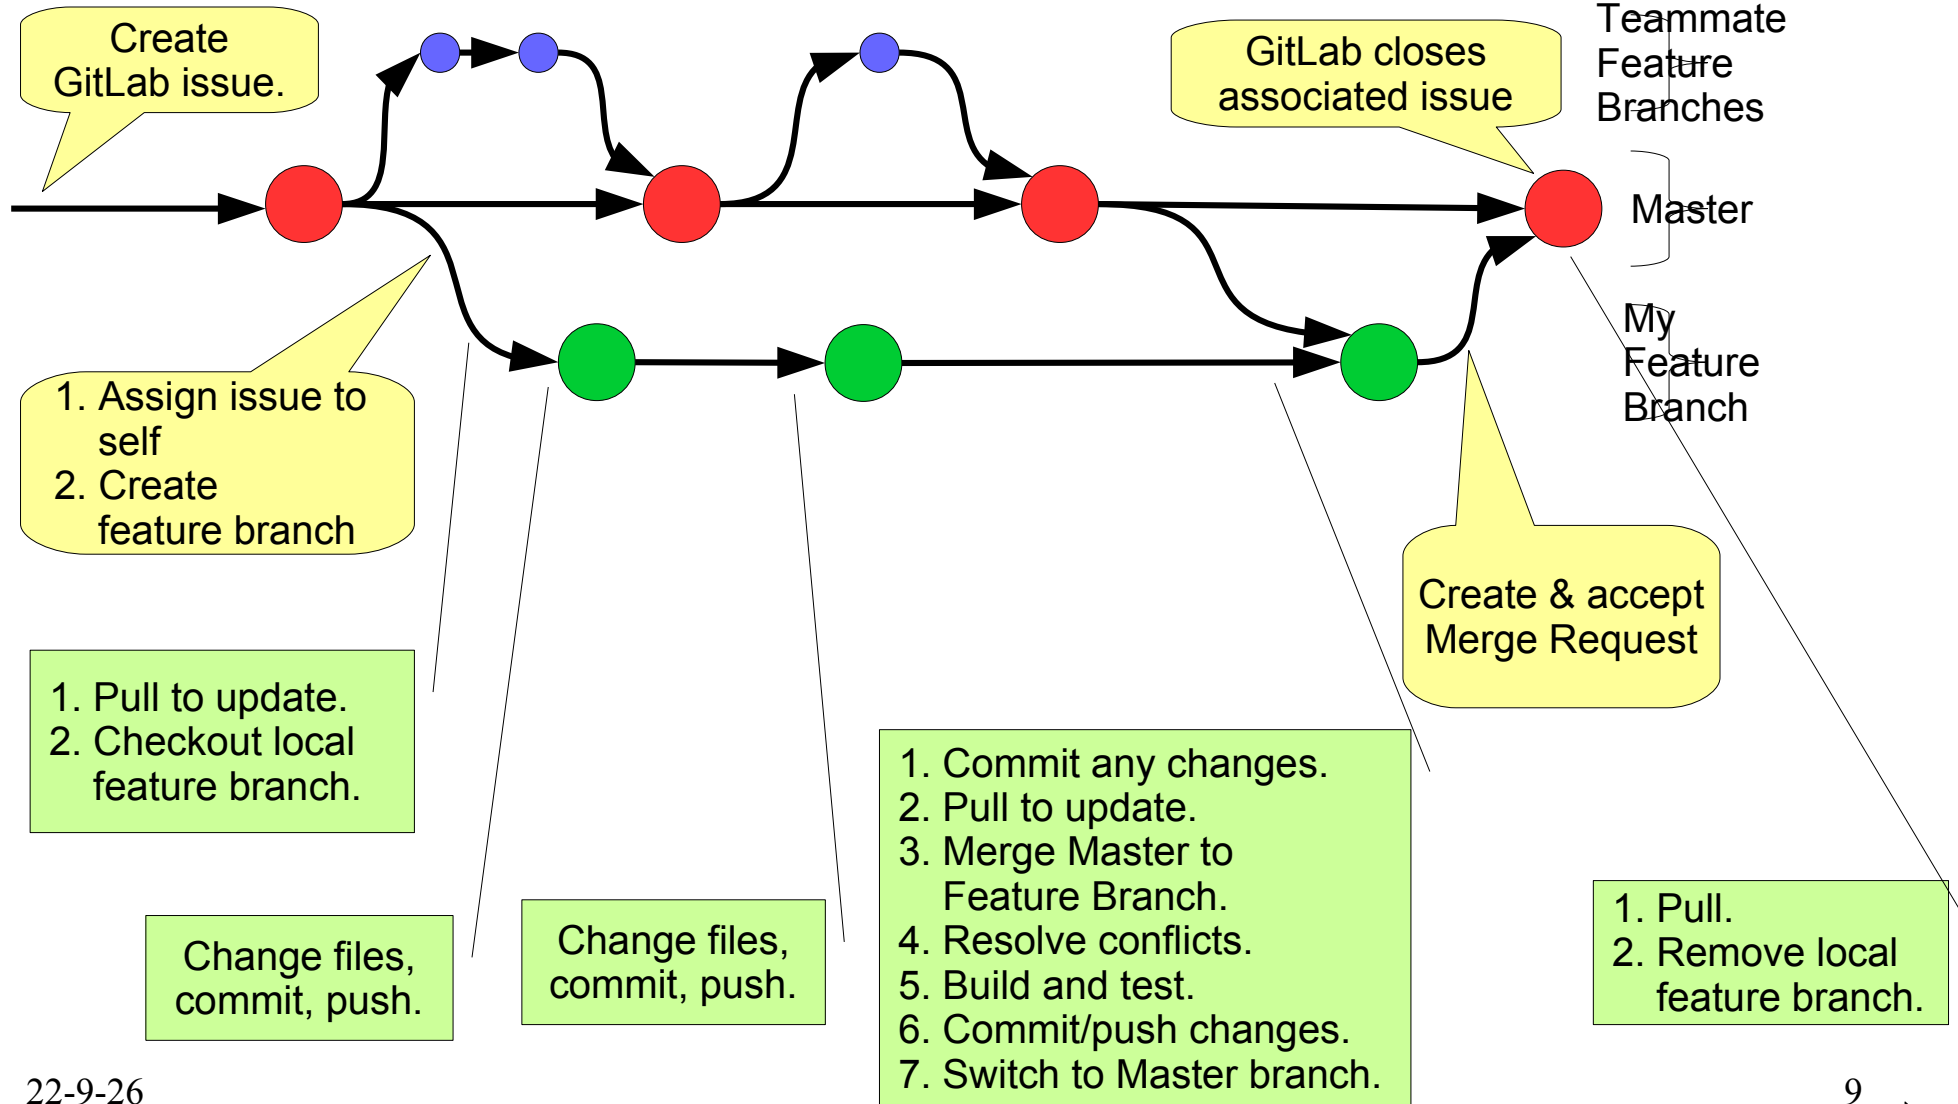 Create
GitLab issue.
GitLab closes
associated issue
Teammate
Feature
Branches
Master
My
Feature
Branch
1. Assign issue to
self
2. Create
feature branch
Create & accept
Merge Request
1. Pull to update.
2. Checkout local
feature branch.
Change files,
commit, push.
Change files,
commit, push.
1. Commit any changes.
2. Pull to update.
3. Merge Master to
Feature Branch.
4. Resolve conflicts.
5. Build and test.
6. Commit/push changes.
7. Switch to Master branch.
1. Pull.
2. Remove local
feature branch.
22-9-26
9